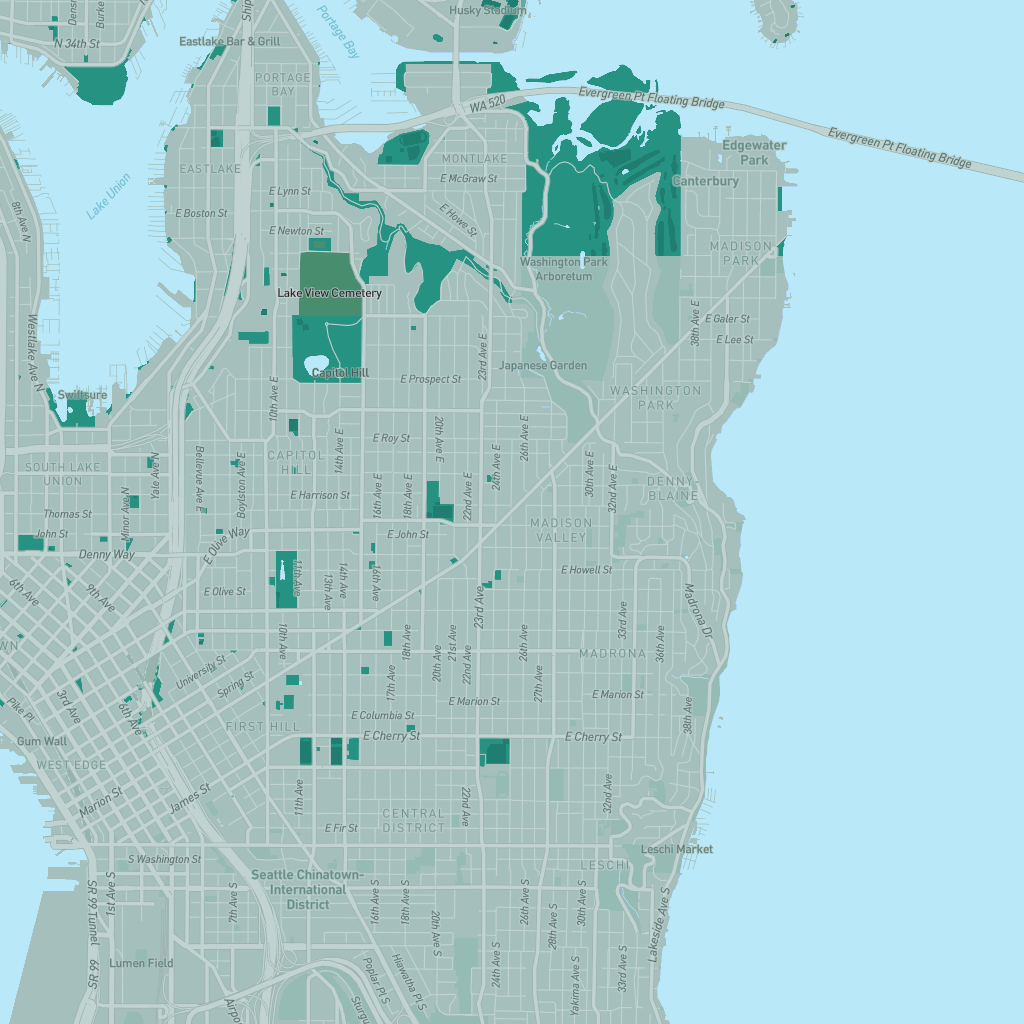 Husky Stadium
Eastlake Bar & Grill
N 34th St
Burke
Ship
Portage Bay
PORTAGE
BAY
WA 520
Evergreen Pt Floating Bridge
Evergreen Pt Floating Bridge
Edgewater
Park
MONTLAKE
E McGraw St
EASTLAKE
Canterbury
E Lynn St
Lake Union
8th Ave N
E Boston St
E Howe St
E Newton St
MADISON
PARK
Washington Park
Arboretum
Lake View Cemetery
38th Ave E
E Galer St
E Lee St
Westlake Ave N
23rd Ave E
Japanese Garden
Capitol Hill
E Prospect St
WASHINGTON
PARK
Swiftsure
10th Ave E
20th Ave E
26th Ave E
E Roy St
14th Ave E
CAPITOL
HILL
SOUTH LAKE
UNION
Yale Ave N
Bellevue Ave E
Boylston Ave E
24th Ave E
30th Ave E
32nd Ave E
DENNY-
BLAINE
E Harrison St
16th Ave E
18th Ave E
22nd Ave E
Minor Ave N
Thomas St
John St
E John St
MADISON
VALLEY
Denny Way
E Olive Way
E Howell St
6th Ave
9th Ave
E Olive St
11th Ave
13th Ave
14th Ave
16th Ave
23rd Ave
33rd Ave
36th Ave
Madrona Dr
10th Ave
18th Ave
21st Ave
20th Ave
22nd Ave
26th Ave
MADRONA
University St
Spring St
17th Ave
27th Ave
E Marion St
E Marion St
38th Ave
3rd Ave
6th Ave
Pike Pl
FIRST HILL
E Columbia St
E Cherry St
E Cherry St
Gum Wall
WEST EDGE
Marion St
James St
11th Ave
22nd Ave
32nd Ave
CENTRAL
DISTRICT
E Fir St
Leschi Market
LESCHI
S Washington St
Seattle Chinatown-
International
District
SR 99 Tunnel
1st Ave S
7th Ave S
16th Ave S
18th Ave S
20th Ave S
26th Ave S
28th Ave S
30th Ave S
Lakeside Ave S
Lumen Field
SR 99
24th Ave S
33rd Ave S
Yakima Ave S
Poplar Pl S
Hiawatha Pl S